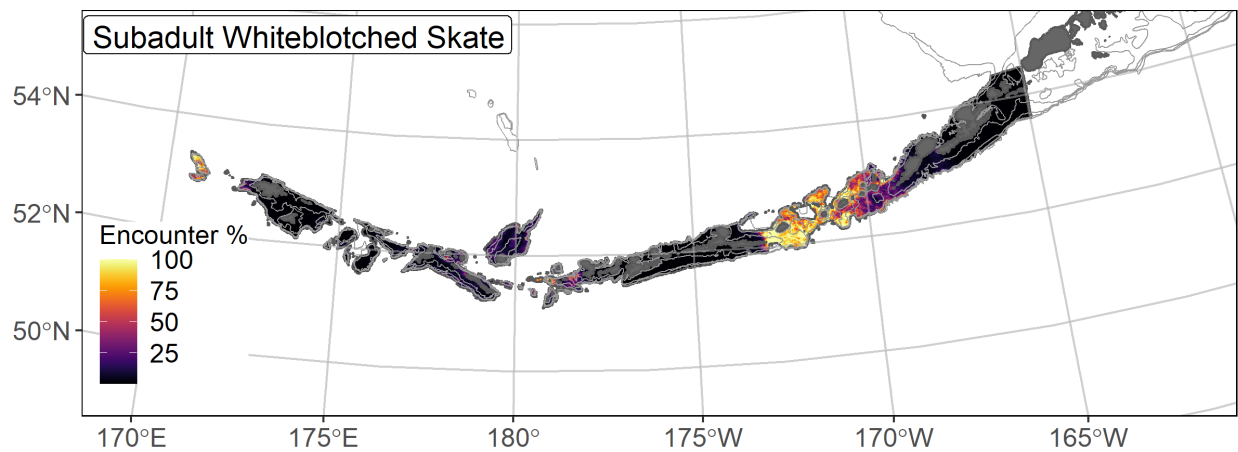 Subadult Whiteblotched Skate
54°N
52°N
50°N
Encounter %
100
75
50
25
170°E
175°E
180°
175°W
170°W
165°W